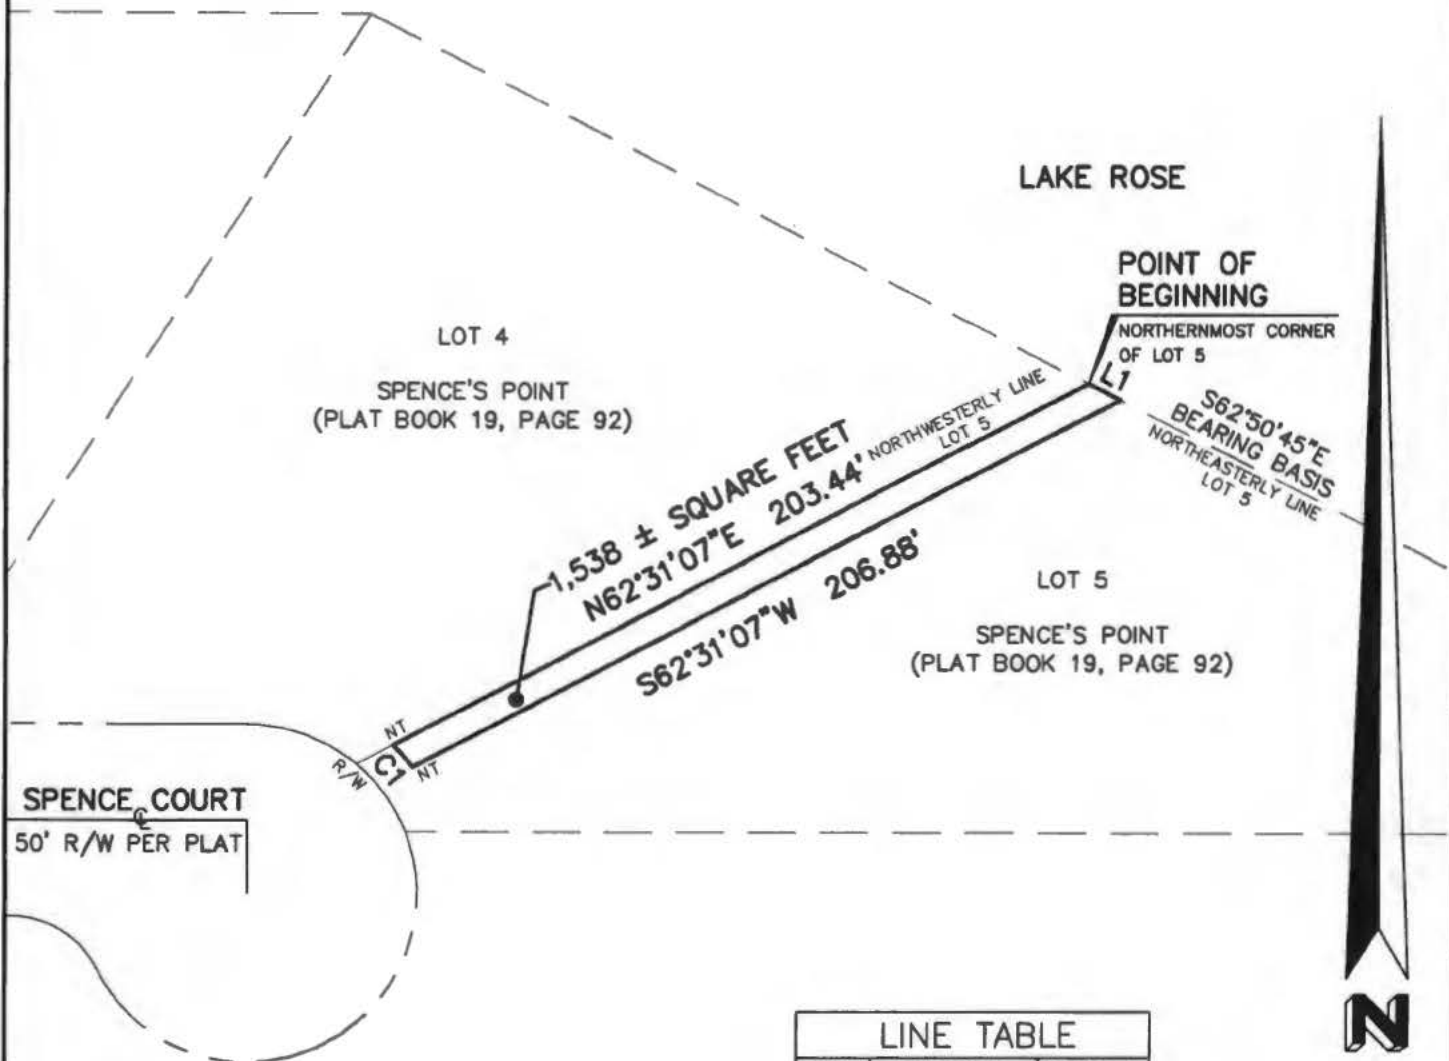 LAKE ROSE
POINT OF
BEGINNING
NORTHERNMOST CORNER
OF LOT 5
L1
LOT 4
SPENCE'S POINT
(PLAT BOOK 19, PAGE 92)
NORTHWESTERLY LINE
LOT 5
S62°50'45"E
BEARING BASIS
NORTHEASTERLY LINE
LOT 5
1,538 ± SQUARE FEET
N62°31'07"E 203.44'
S62°31'07"W 206.88'
LOT 5
SPENCE'S POINT
(PLAT BOOK 19, PAGE 92)
NT
R/W
C1
NT
SPENCE COURT
℄
50' R/W PER PLAT
N
LINE TABLE